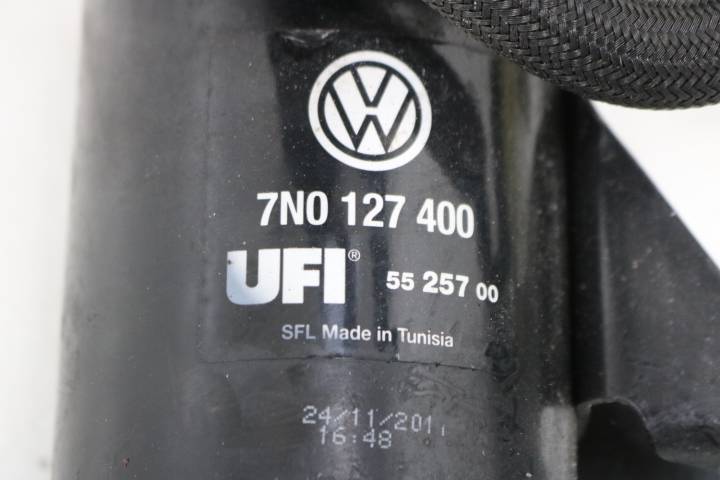 7N0 127 400
UFI® 55 257 00
SFL Made in Tunisia
16:48